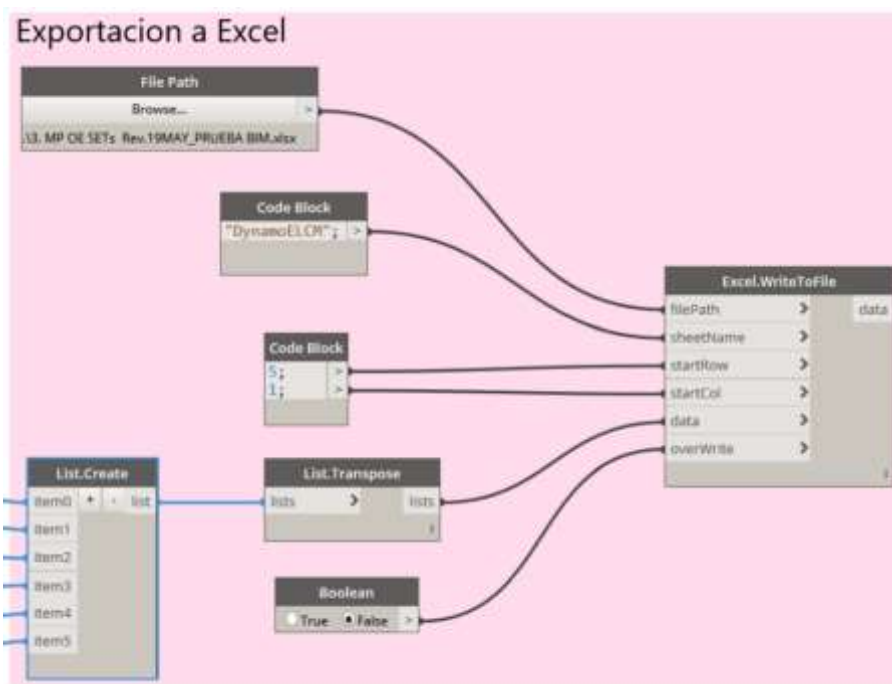 Exportacion a Excel
File Path
Browse...
>
.\3. MP OE SETs Rev.19MAY_PRUEBA BIM.xlsx
Code Block
"DynamoELCM"; >
Excel.WriteToFile
filePath > data
sheetName >
startRow >
startCol >
data >
overWrite >
Code Block
5; >
1; >
List.Create
item0 + - list
item1
item2
item3
item4
item5
List.Transpose
lists > lists
Boolean
True False >